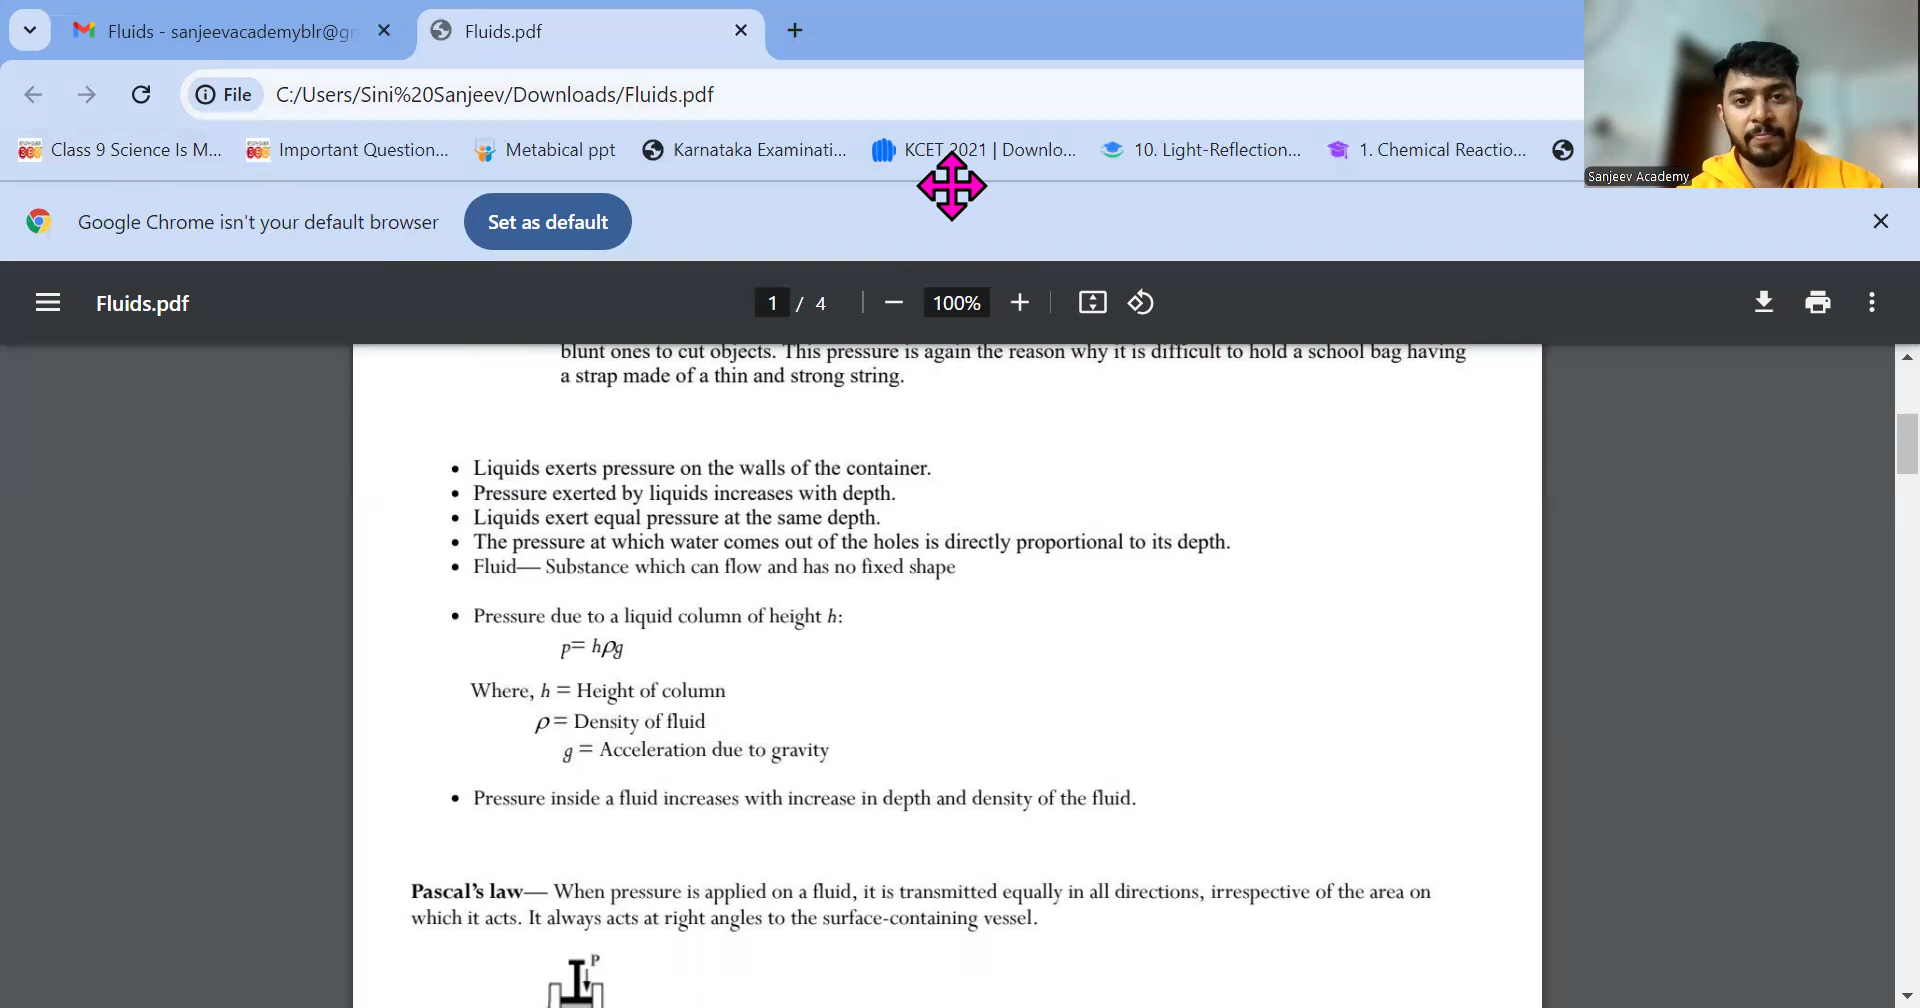 Fluids - sanjeevacademyblr@gr
Fluids.pdf
File
C:/Users/Sini%20Sanjeev/Downloads/Fluids.pdf
Class 9 Science Is M...
Important Question...
Metabical ppt
Karnataka Examinati...
KCET 2021 | Downlo...
10. Light-Reflection...
1. Chemical Reactio...
Sanjeev Academy
Google Chrome isn't your default browser
Set as default
Fluids.pdf
1 / 4
100%
blunt ones to cut objects. This pressure is again the reason why it is difficult to hold a school bag having
a strap made of a thin and strong string.
• Liquids exerts pressure on the walls of the container.
• Pressure exerted by liquids increases with depth.
• Liquids exert equal pressure at the same depth.
• The pressure at which water comes out of the holes is directly proportional to its depth.
• Fluid— Substance which can flow and has no fixed shape
• Pressure due to a liquid column of height h:
p= hρg
Where, h = Height of column
ρ = Density of fluid
g = Acceleration due to gravity
• Pressure inside a fluid increases with increase in depth and density of the fluid.
Pascal’s law— When pressure is applied on a fluid, it is transmitted equally in all directions, irrespective of the area on
which it acts. It always acts at right angles to the surface-containing vessel.
P